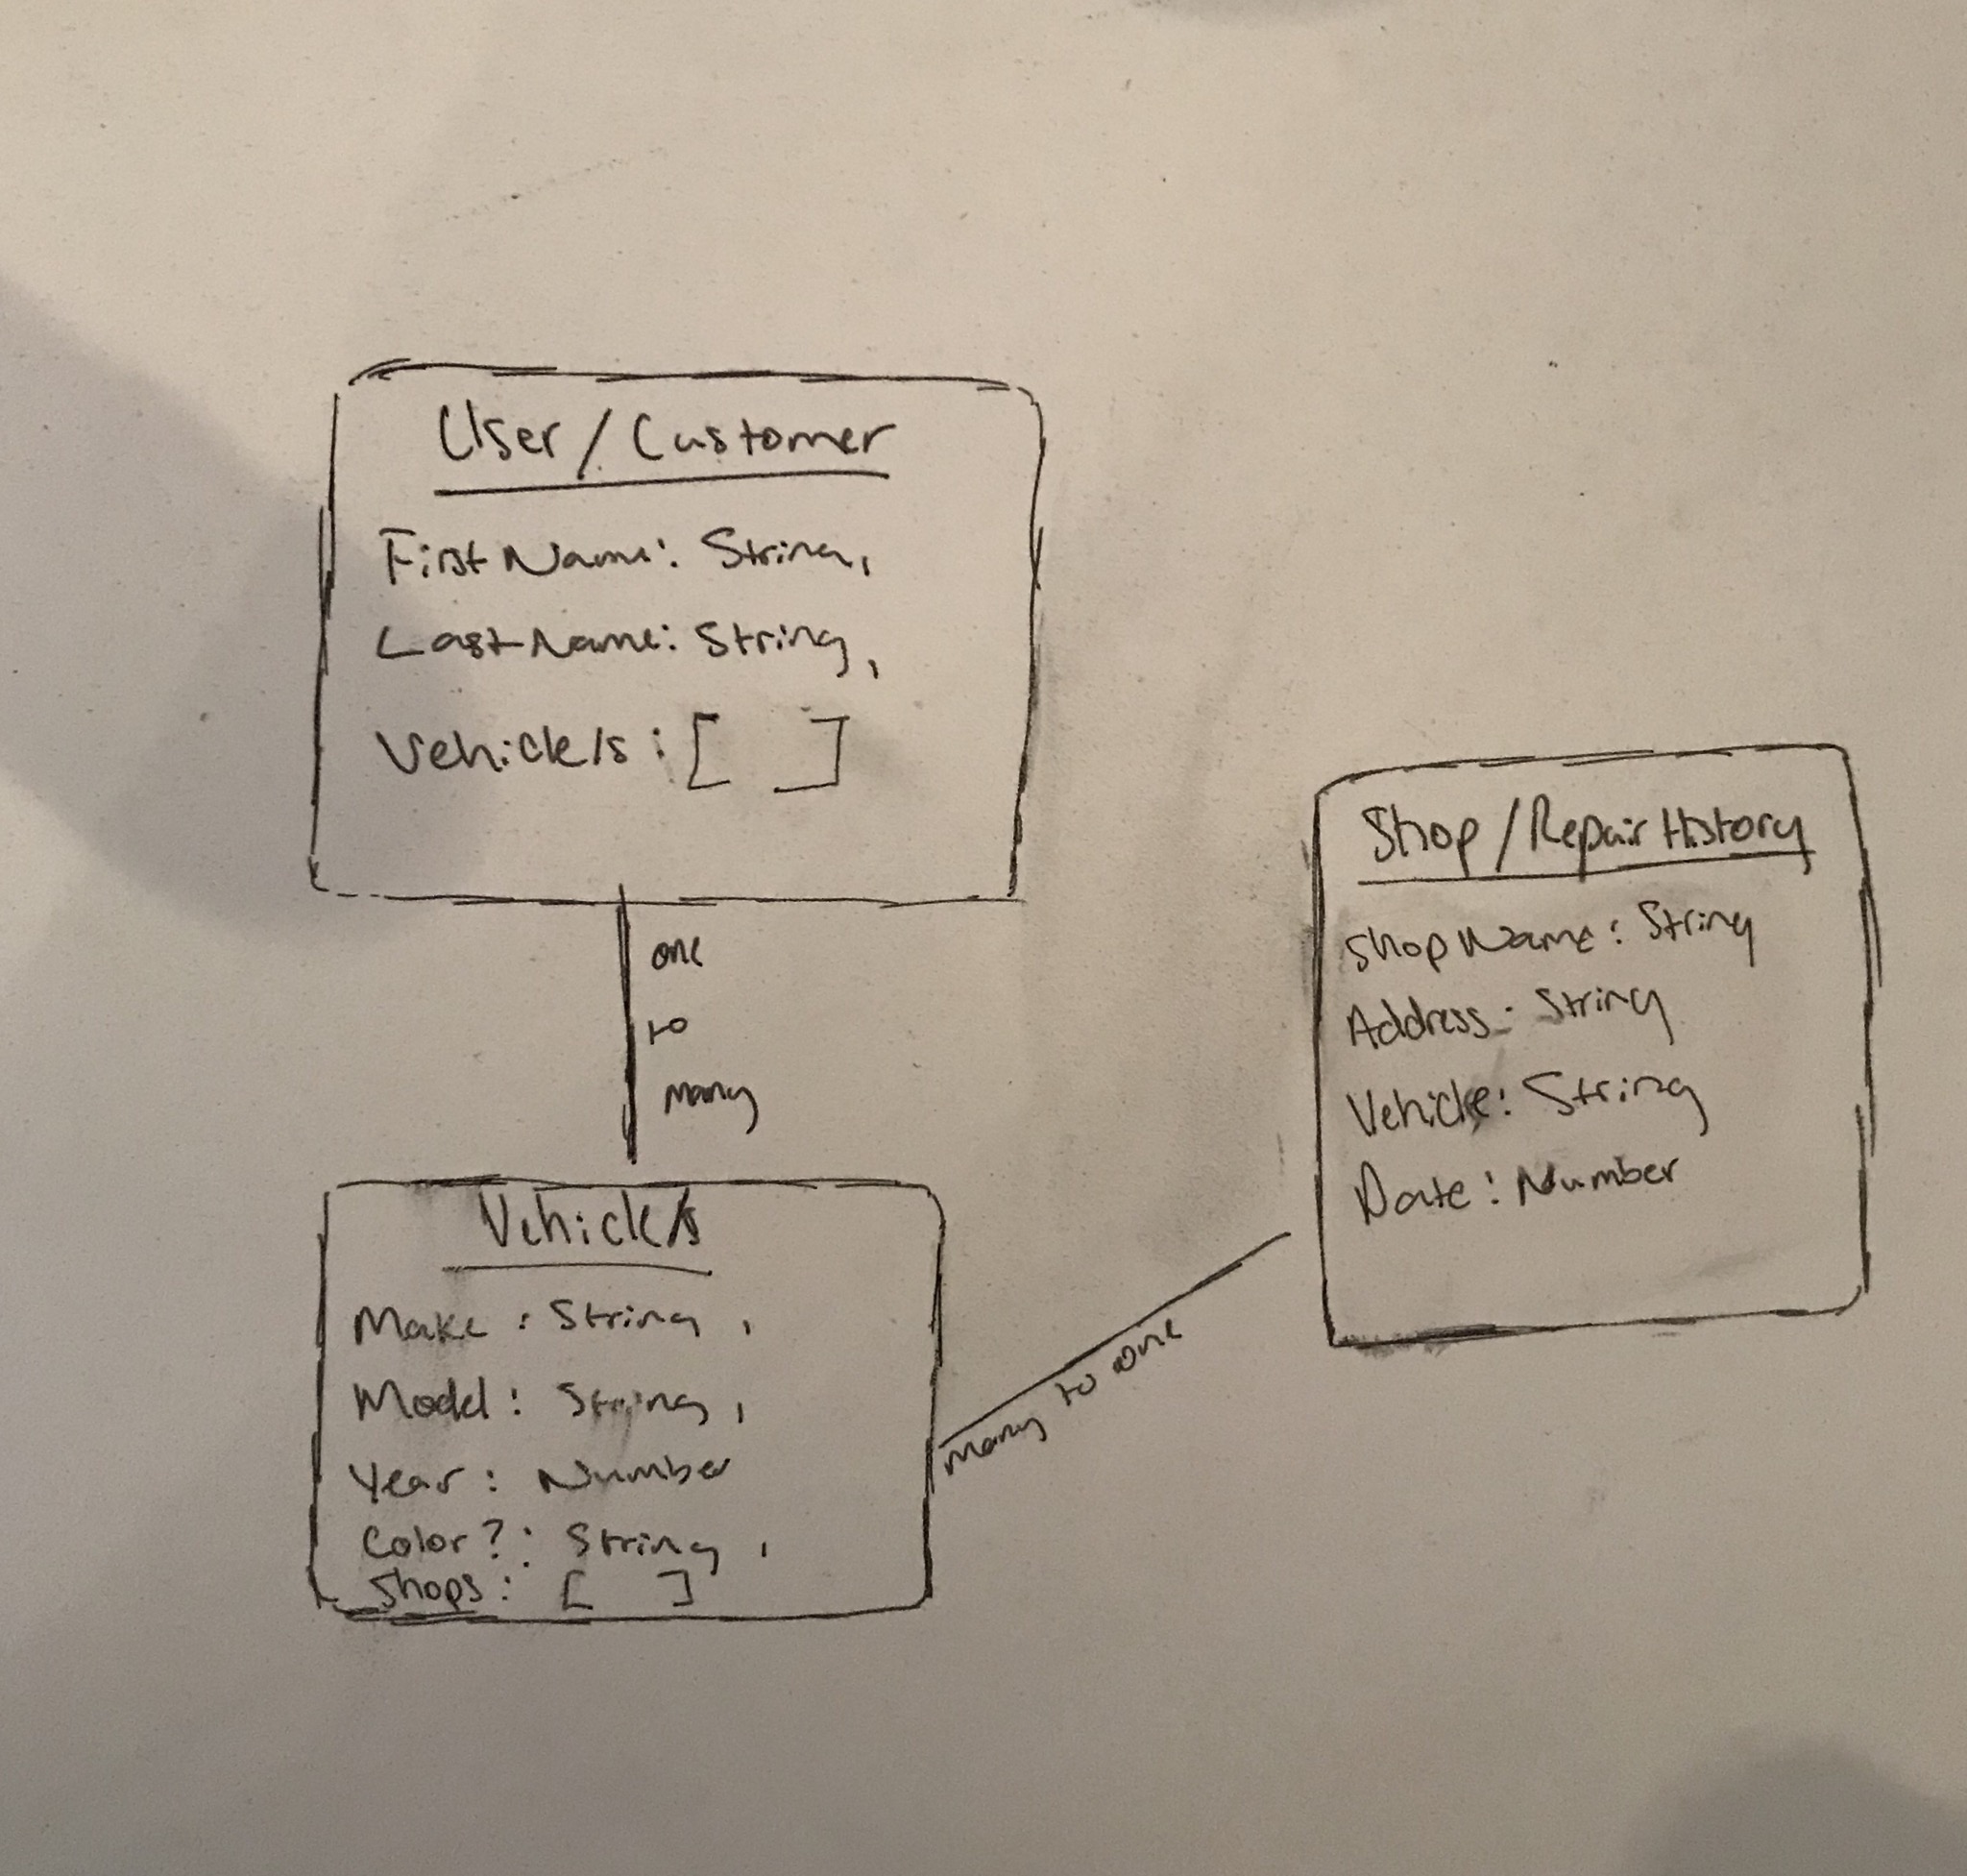 User / Customer
FirstName: String,
LastName: String,
Vehicle/s : [ ]
one
to
many
Vehicle/s
Make : String ,
Model : String ,
Year : Number
Color? : String ,
Shops : [ ]
many to one
Shop / Repair History
ShopName : String
Address : String
Vehicle : String
Date : Number